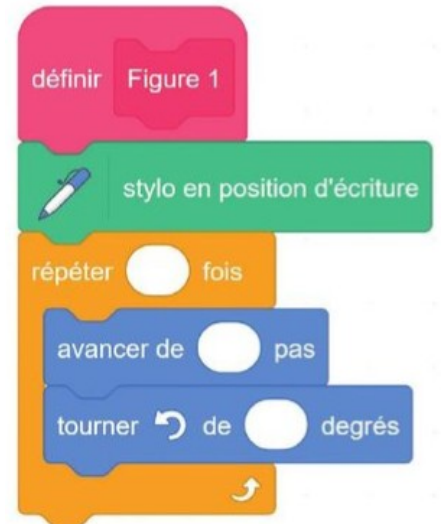 définir Figure 1
stylo en position d'écriture
répéter fois
avancer de pas
tourner de degrés